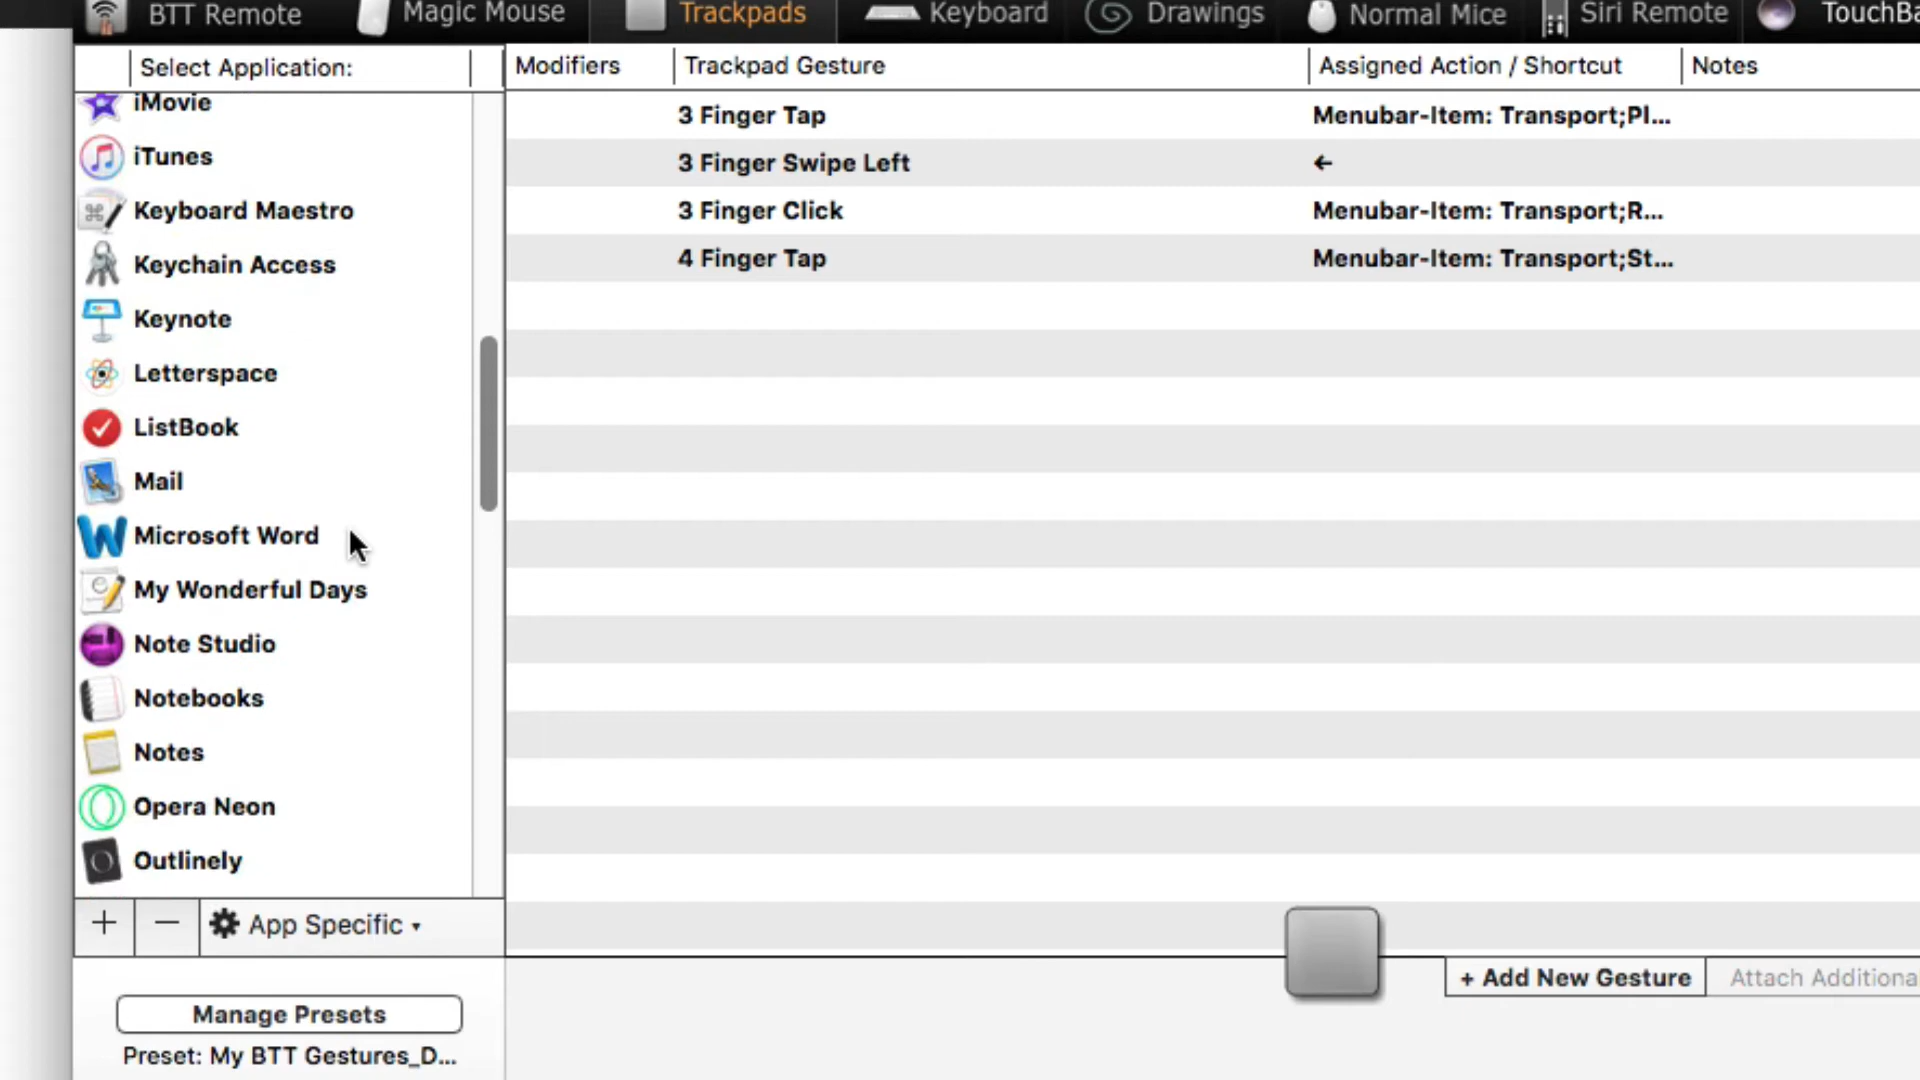 BTT Remote
Magic Mouse
Trackpads
Keyboard
Drawings
Normal Mice
Siri Remote
TouchBa
Select Application:
Modifiers
Trackpad Gesture
Assigned Action / Shortcut
Notes
iMovie
iTunes
Keyboard Maestro
Keychain Access
Keynote
Letterspace
ListBook
Mail
Microsoft Word
My Wonderful Days
Note Studio
Notebooks
Notes
Opera Neon
Outlinely
3 Finger Tap
Menubar-Item: Transport;Pl...
3 Finger Swipe Left
←
3 Finger Click
Menubar-Item: Transport;R...
4 Finger Tap
Menubar-Item: Transport;St...
+
−
App Specific ▾
+ Add New Gesture
Attach Additiona
Manage Presets
Preset: My BTT Gestures_D...